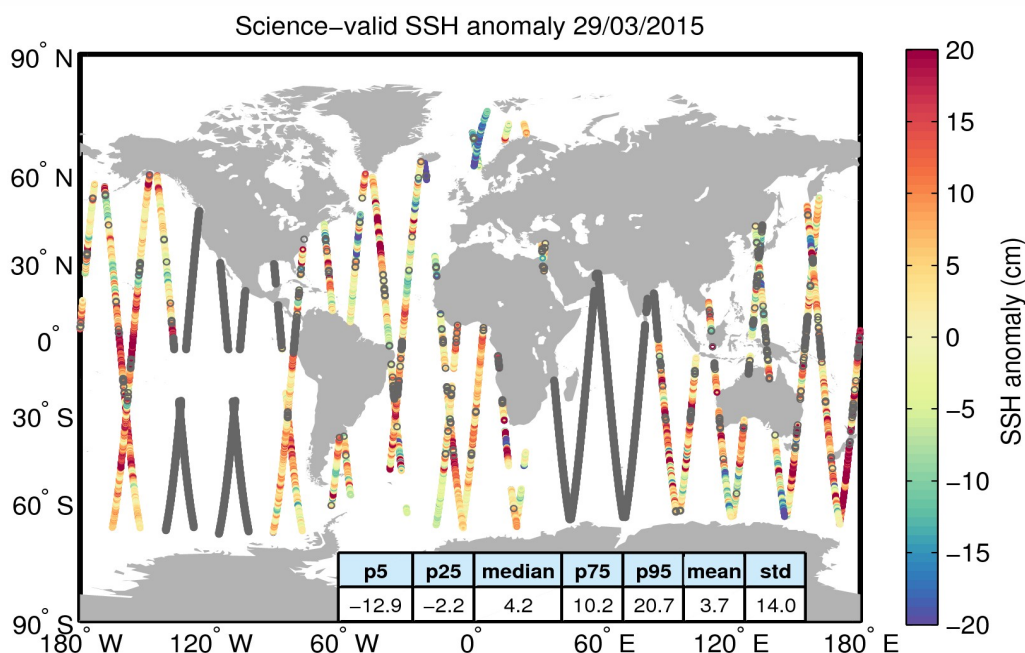 Science−valid SSH anomaly 29/03/2015
90° N
60° N
30° N
0°
30° S
60° S
90° S
180° W
120° W
60° W
0°
60° E
120° E
180° E
p5 p25 median p75 p95 mean std
−12.9 −2.2 4.2 10.2 20.7 3.7 14.0
20
15
10
5
0
−5
−10
−15
−20
SSH anomaly (cm)